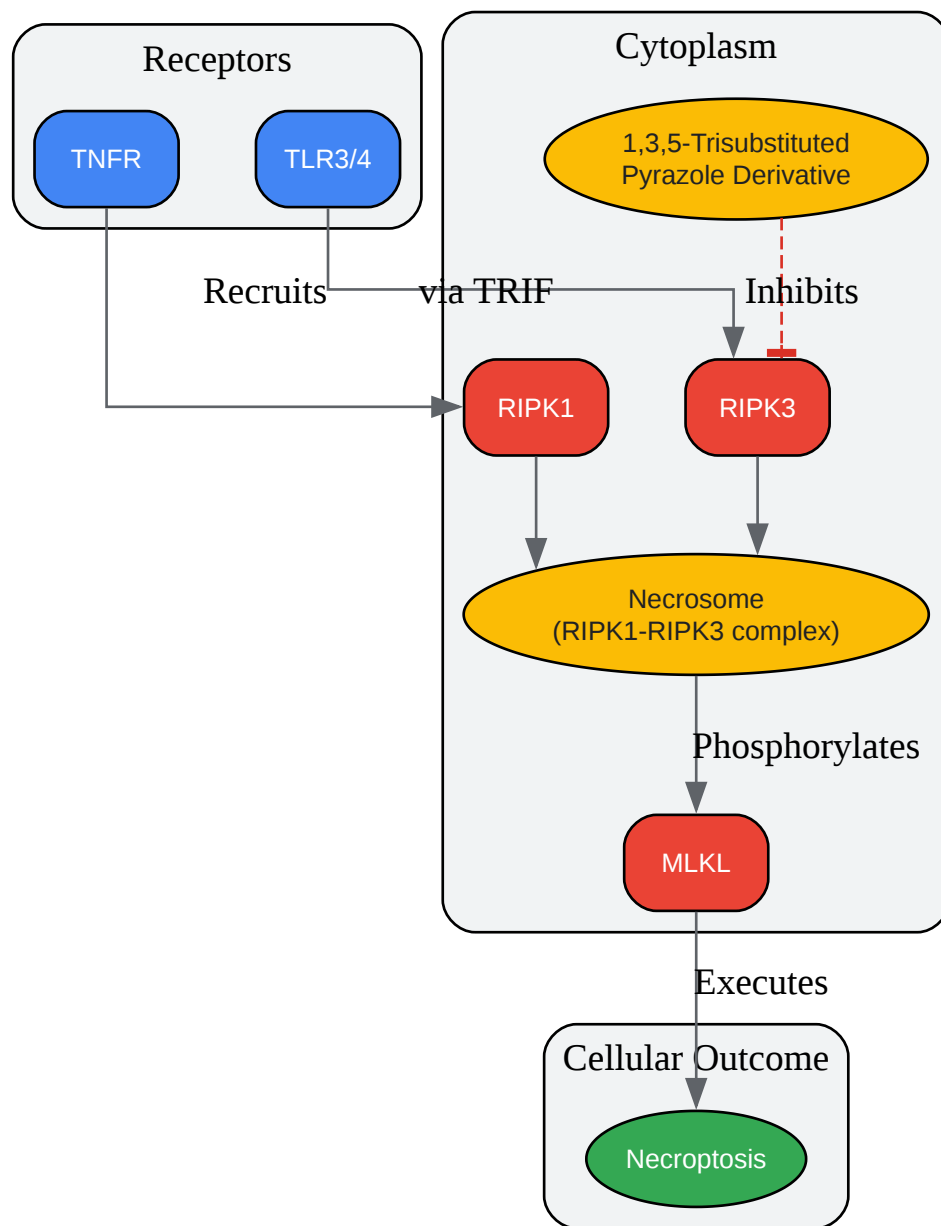 Receptors
Cytoplasm
TNFR
TLR3/4
1,3,5-Trisubstituted
Pyrazole Derivative
Recruits
via TRIF
Inhibits
RIPK1
RIPK3
Necrosome
(RIPK1-RIPK3 complex)
Phosphorylates
MLKL
Executes
Cellular Outcome
Necroptosis